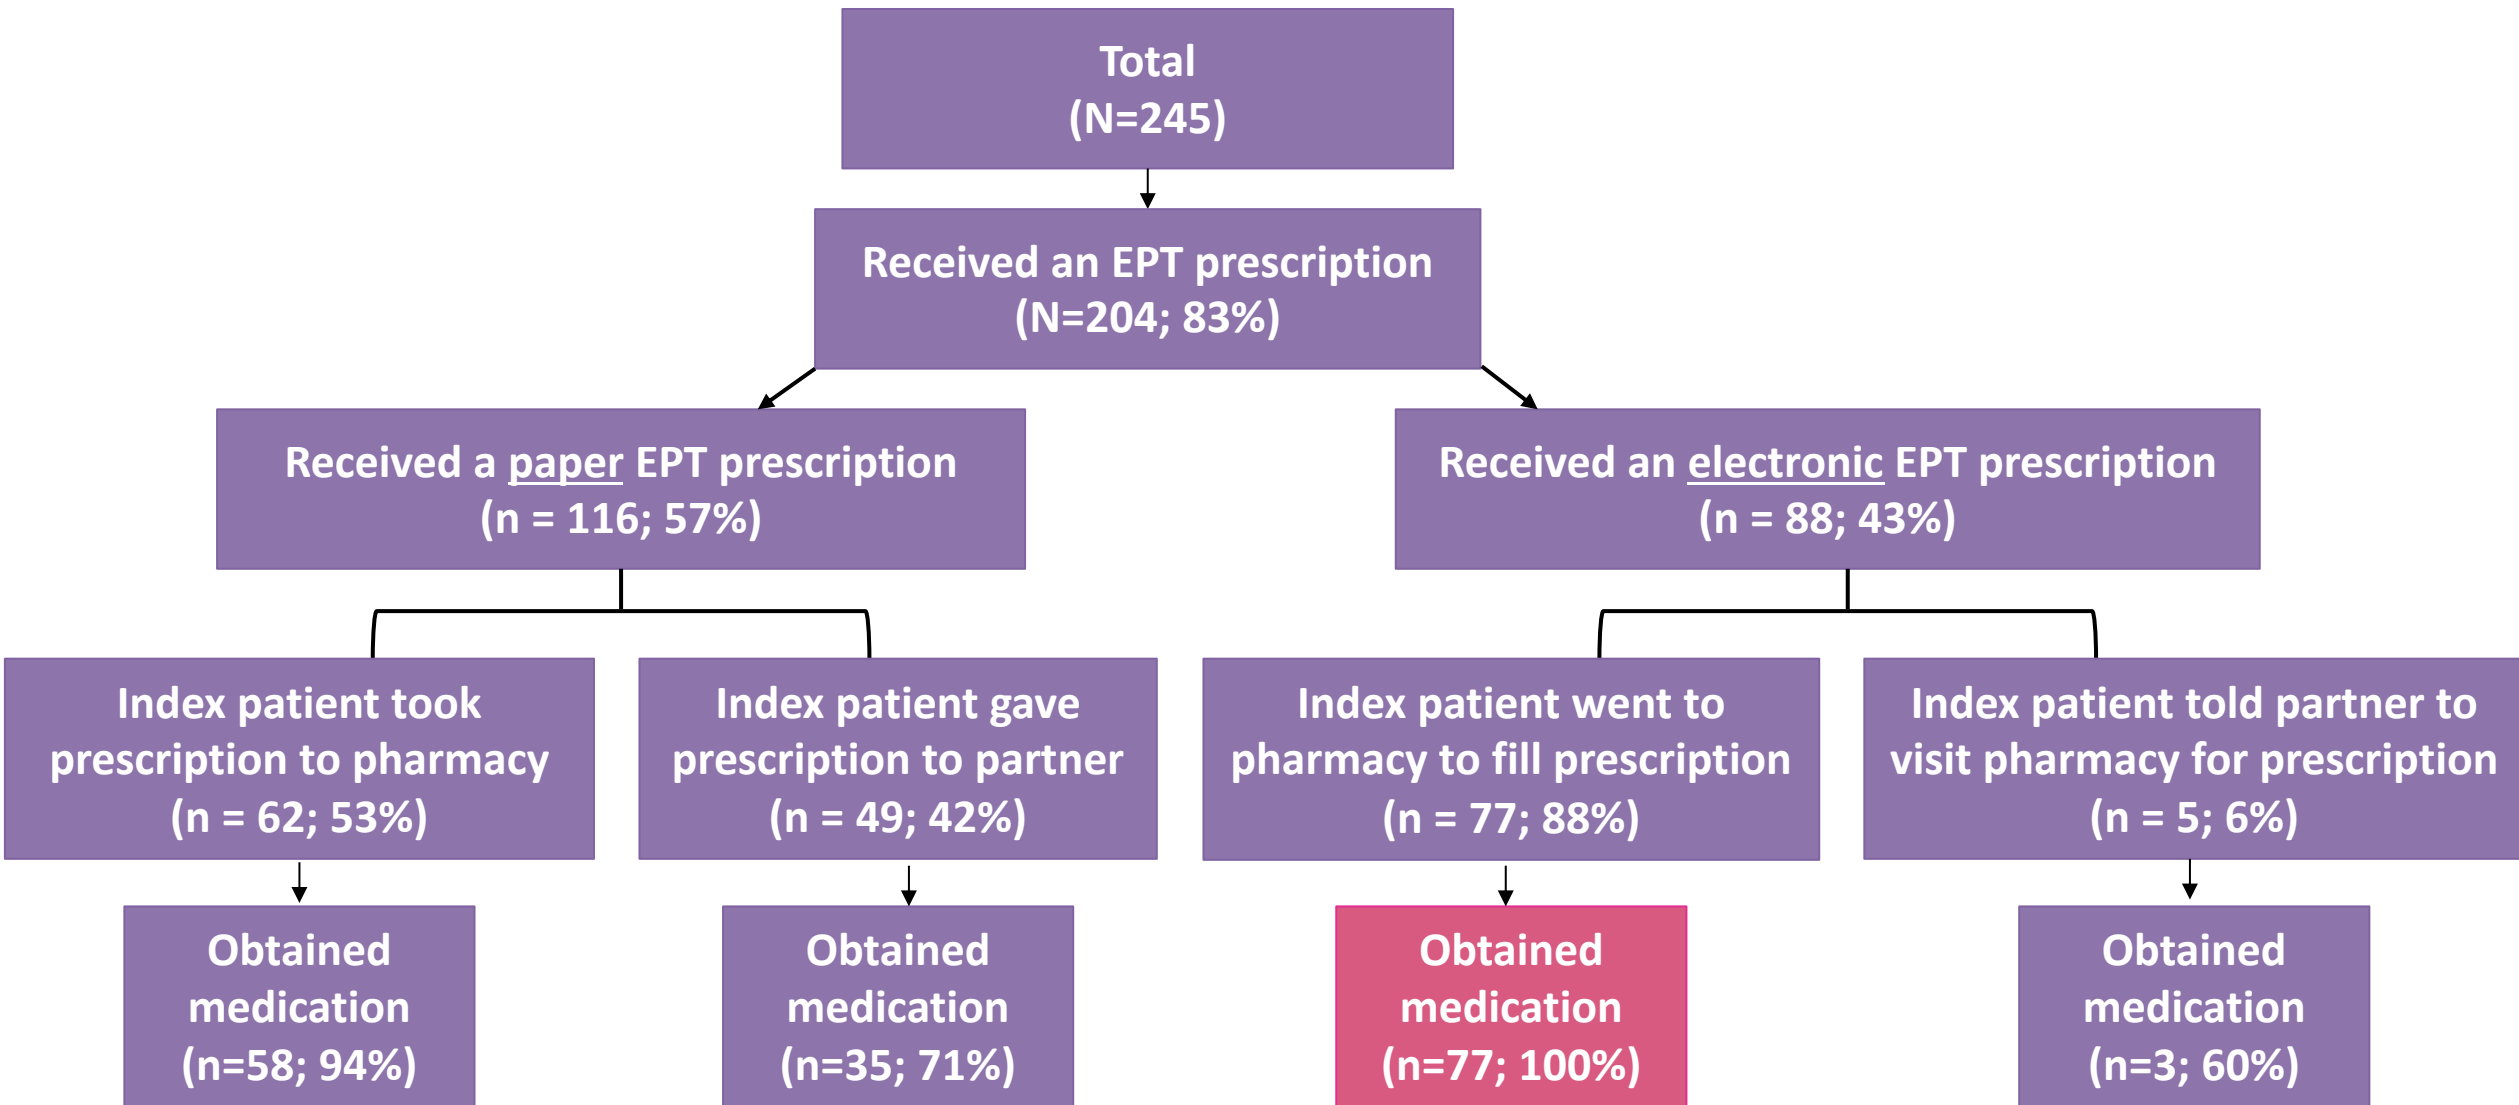 Total
(N=245)
Received an EPT prescription
(N=204; 83%)
Received a paper EPT prescription
(n = 116; 57%)
Received an electronic EPT prescription
(n = 88; 43%)
Index patient took
prescription to pharmacy
(n = 62; 53%)
Index patient gave
prescription to partner
(n = 49; 42%)
Index patient went to
pharmacy to fill prescription
(n = 77; 88%)
Index patient told partner to
visit pharmacy for prescription
(n = 5; 6%)
Obtained
medication
(n=58; 94%)
Obtained
medication
(n=35; 71%)
Obtained
medication
(n=77; 100%)
Obtained
medication
(n=3; 60%)